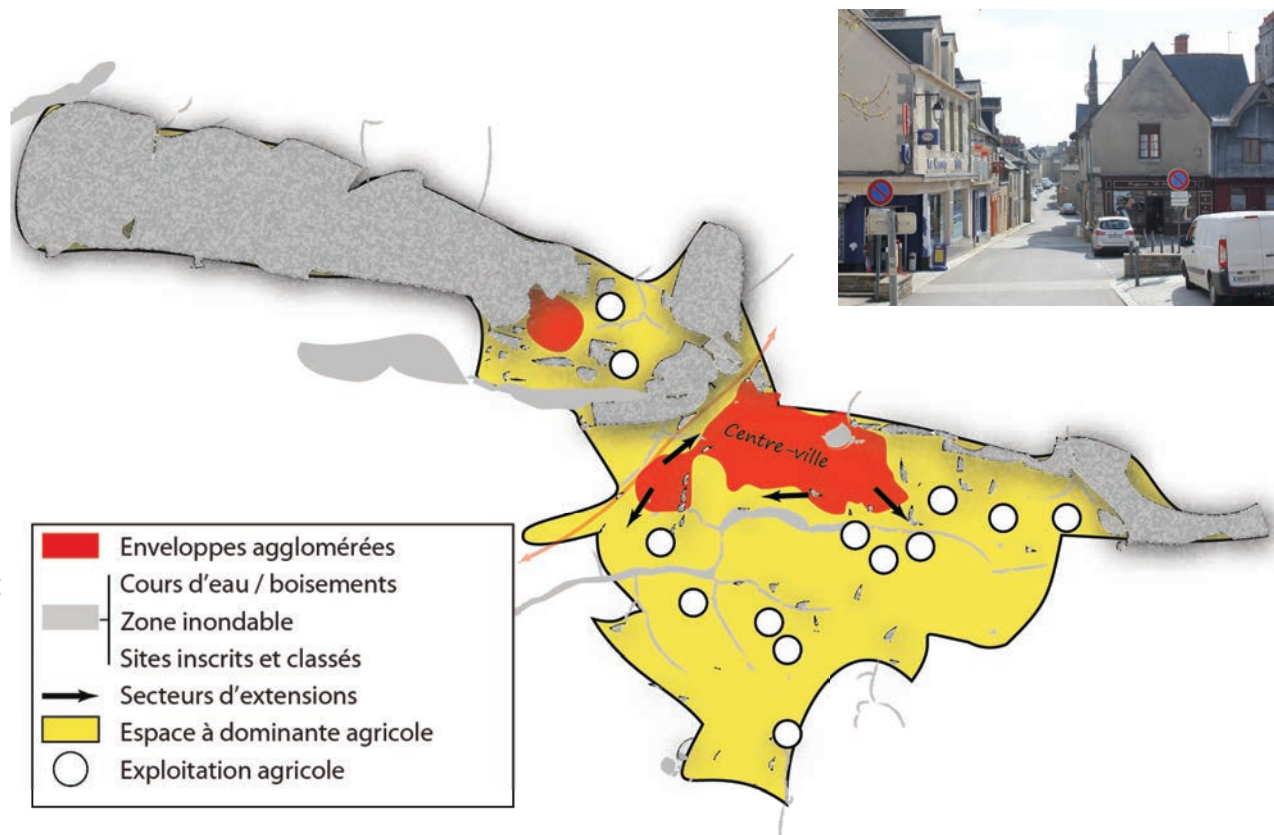 Centre-ville
Enveloppes agglomérées
Cours d'eau / boisements
Zone inondable
Sites inscrits et classés
Secteurs d'extensions
Espace à dominante agricole
Exploitation agricole